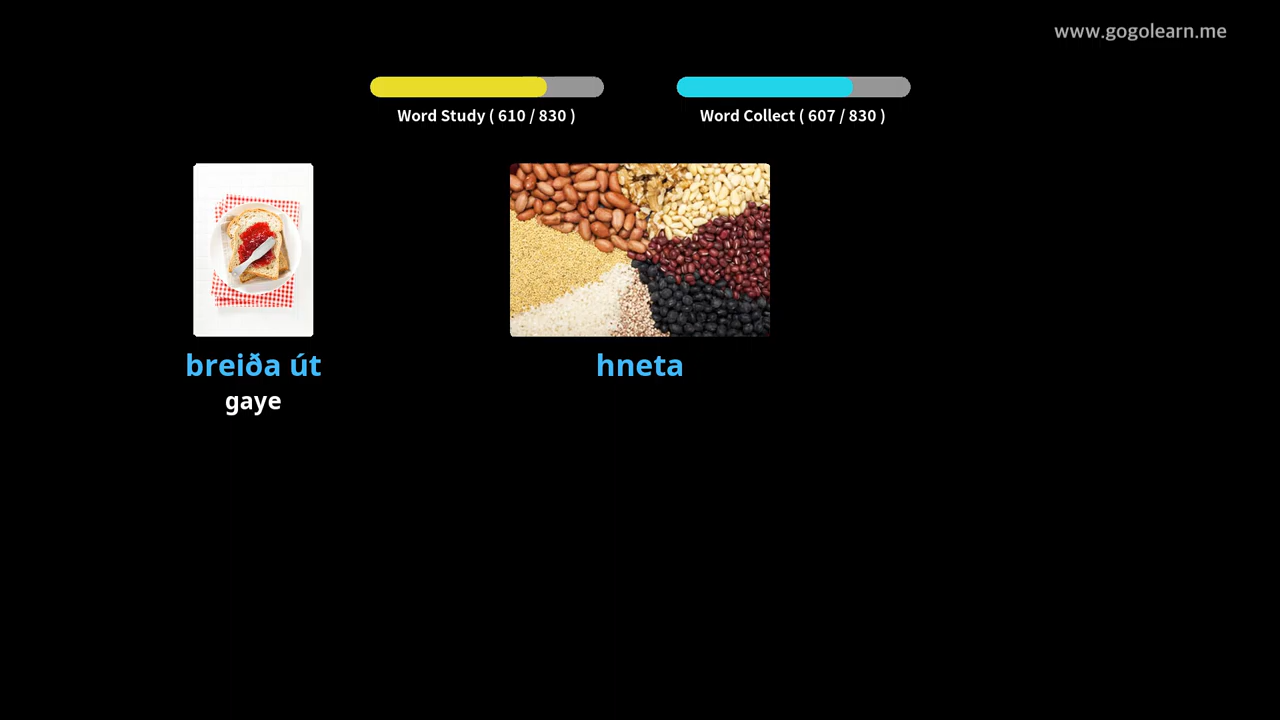 www.gogolearn.me
Word Study ( 610 / 830 )
Word Collect ( 607 / 830 )
breiða út
gaye
hneta